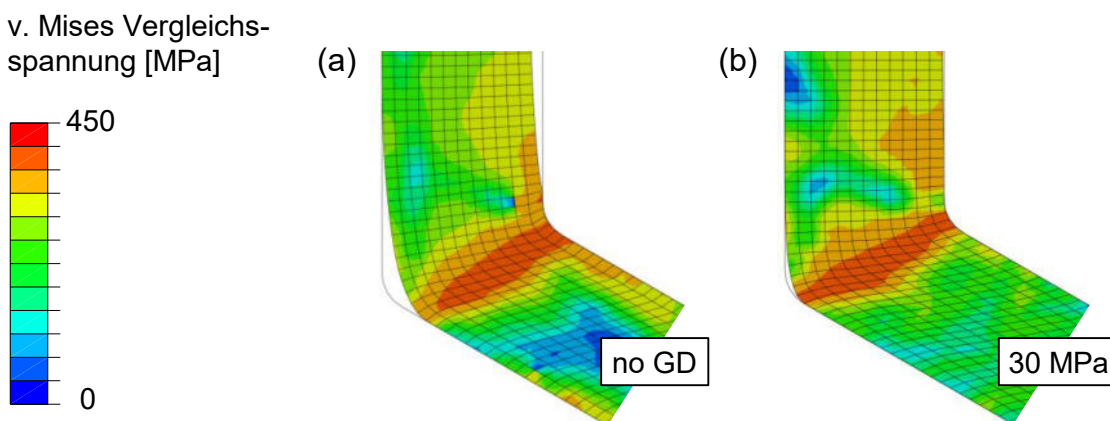 v. Mises Vergleichs-
spannung [MPa]
450
0
(a)
no GD
(b)
30 MPa